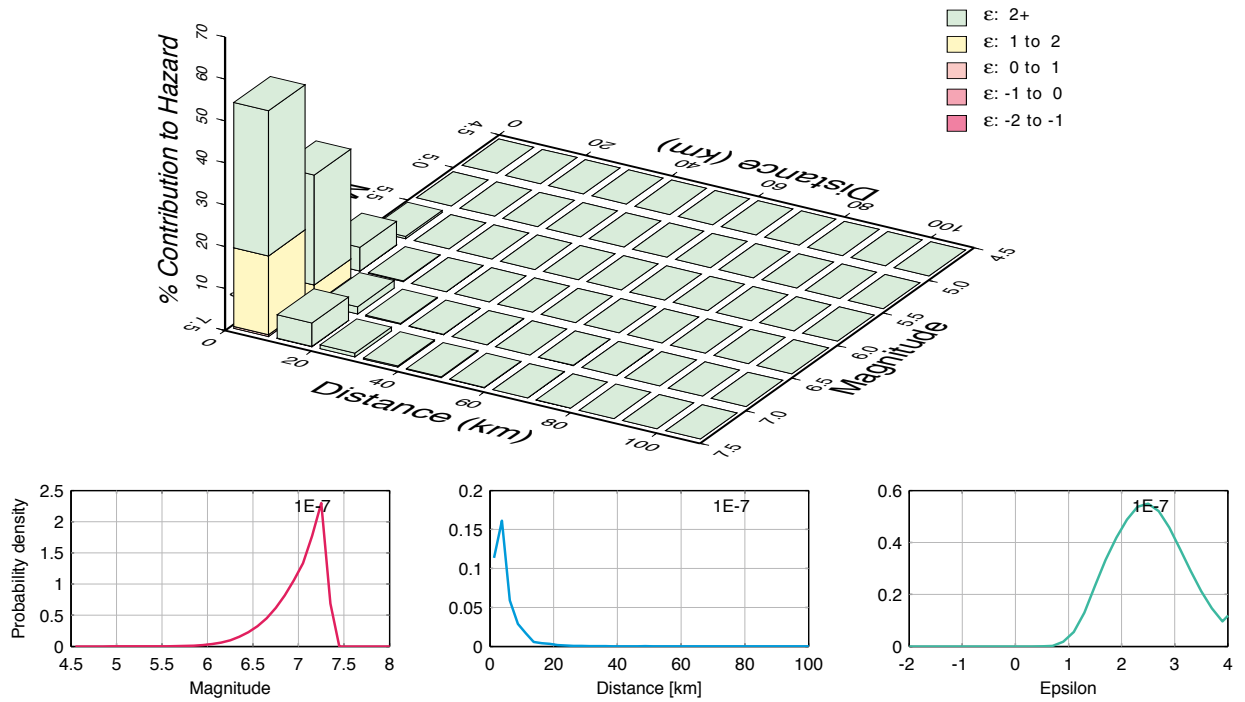 % Contribution to Hazard
70
60
50
40
30
20
10
0
20
40
60
80
100
Distance (km)
4.5
5.0
5.5
M
4.5
5.0
5.5
6.0
6.5
7.0
7.5
Magnitude
7.5
0
20
40
60
80
100
Distance (km)
ε: 2+
ε: 1 to 2
ε: 0 to 1
ε: -1 to 0
ε: -2 to -1
Probability density
2.5
2
1.5
1
0.5
0
1E-7
4.5 5 5.5 6 6.5 7 7.5 8
Magnitude
0.2
0.15
0.1
0.05
0
1E-7
0 20 40 60 80 100
Distance [km]
0.6
0.4
0.2
0
1E-7
-2 -1 0 1 2 3 4
Epsilon